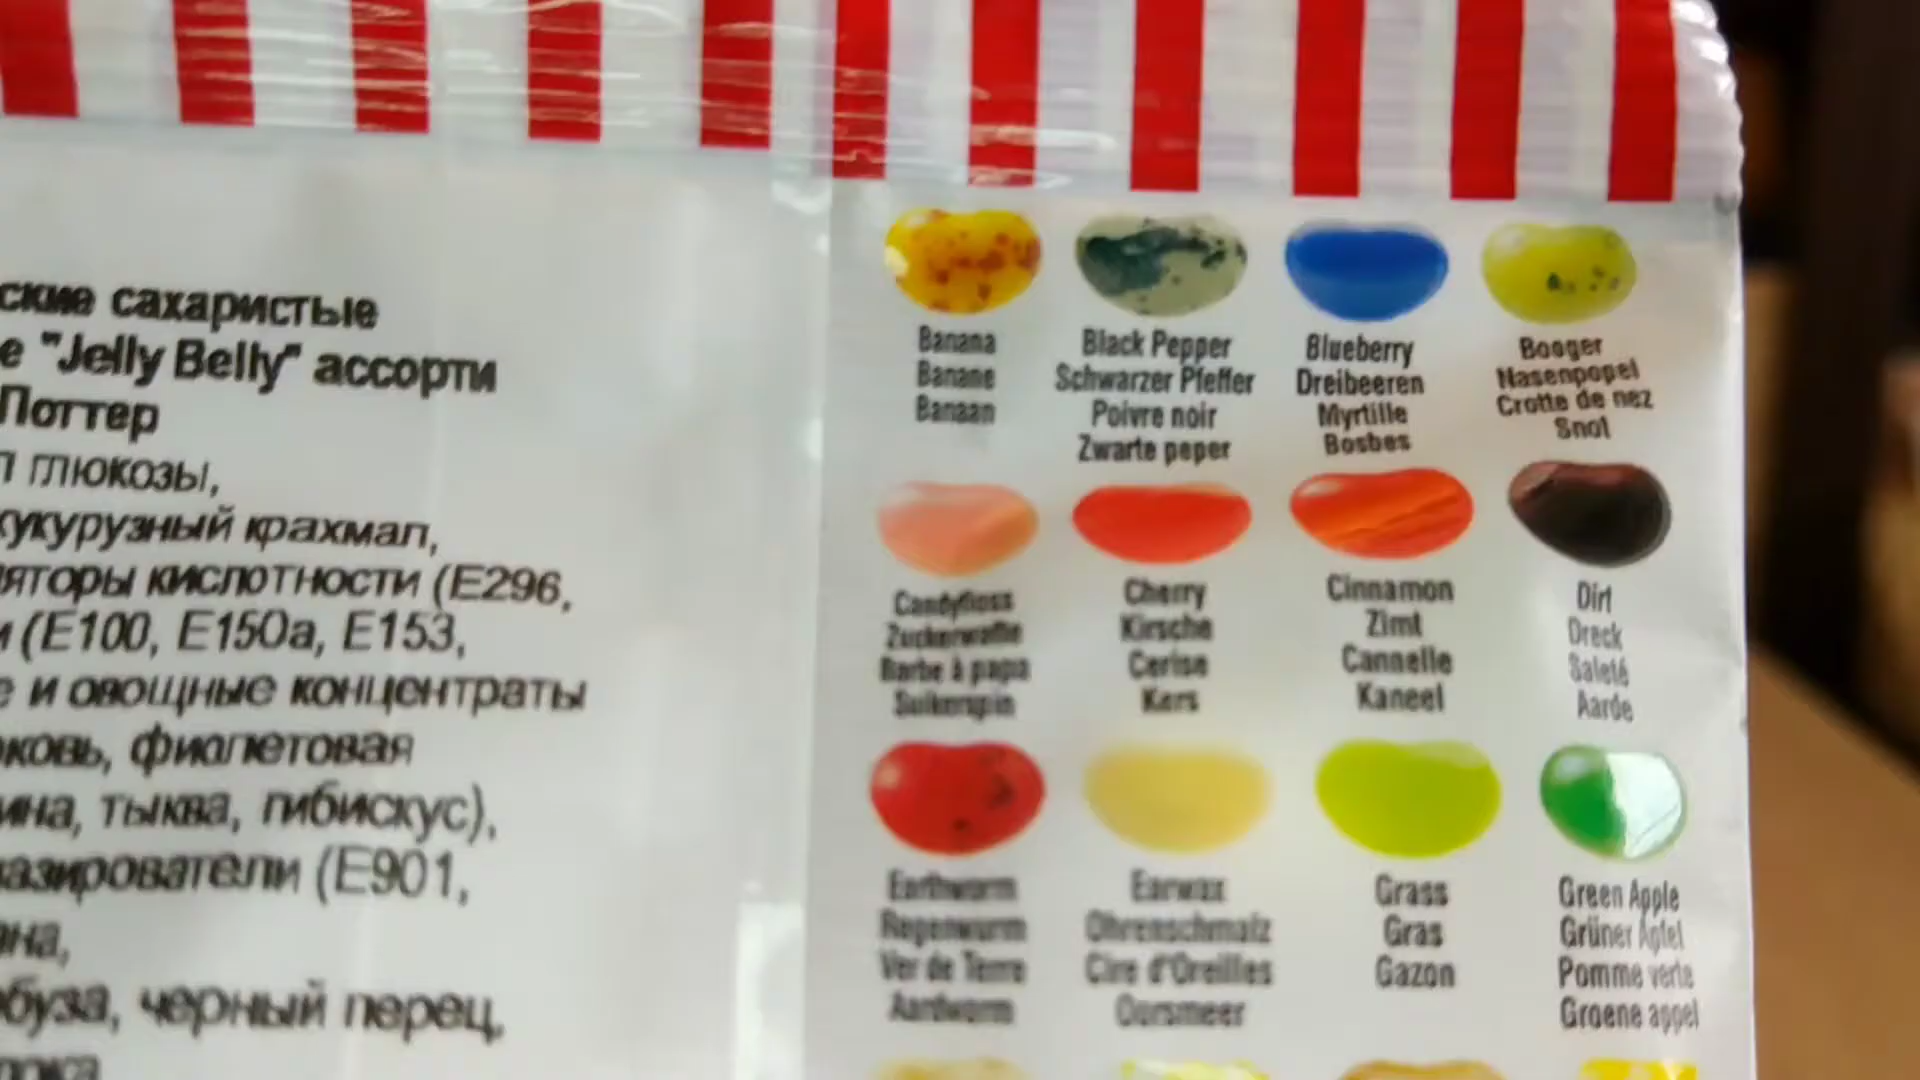 ские сахаристые
е "Jelly Belly" ассорти
Поттер
п глюкозы,
кукурузный крахмал,
яторы кислотности (E296,
и (E100, E150a, E153,
е и овощные концентраты
ковь, фиолетовая
ина, тыква, гибискус),
лазирователи (E901,
ана,
буза, черный перец,
Banana
Banane
Banaan
Black Pepper
Schwarzer Pfeffer
Poivre noir
Zwarte peper
Blueberry
Dreibeeren
Myrtille
Bosbes
Booger
Nasenpopel
Crotte de nez
Snot
Candyfloss
Zuckerwatte
Barbe à papa
Suikerspin
Cherry
Kirsche
Cerise
Kers
Cinnamon
Zimt
Cannelle
Kaneel
Dirt
Dreck
Saleté
Aarde
Earthworm
Regenwurm
Ver de Terre
Aardworm
Earwax
Ohrenschmalz
Cire d'Oreilles
Oorsmeer
Grass
Gras
Gazon
Green Apple
Grüner Apfel
Pomme verte
Groene appel